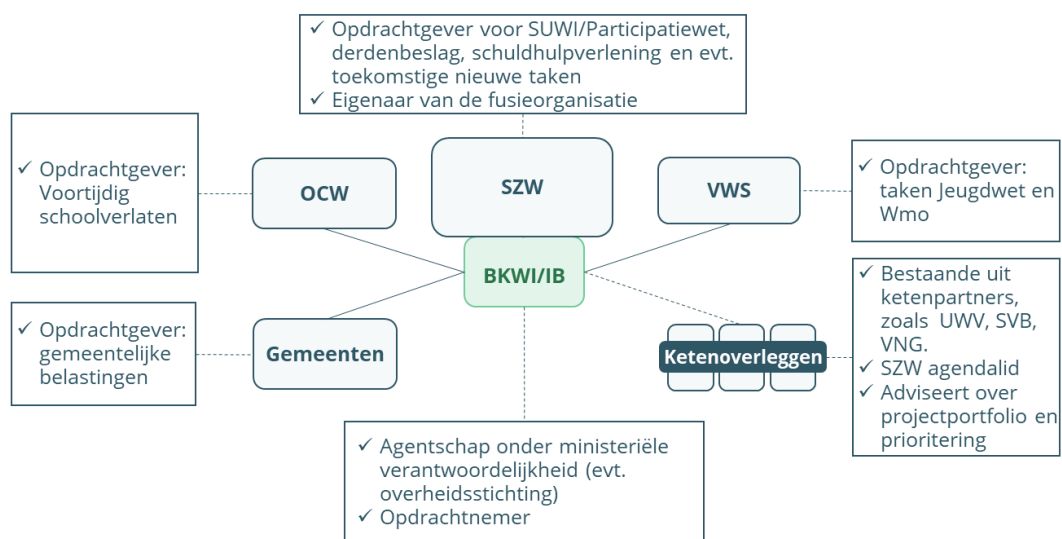 ✓ Opdrachtgever voor SUWI/Participatiewet,
derdenbeslag, schuldhulpverlening en evt.
toekomstige nieuwe taken
✓ Eigenaar van de fusieorganisatie
✓ Opdrachtgever:
Voortijdig
schoolverlaten
OCW
SZW
VWS
✓ Opdrachtgever:
taken Jeugdwet en
Wmo
BKWI/IB
✓ Opdrachtgever:
gemeentelijke
belastingen
Gemeenten
Ketenoverleggen
✓ Bestaande uit
ketenpartners,
zoals UWV, SVB,
VNG.
✓ SZW agendalid
✓ Adviseert over
projectportfolio en
prioritering
✓ Agentschap onder ministeriële
verantwoordelijkheid (evt.
overheidsstichting)
✓ Opdrachtnemer